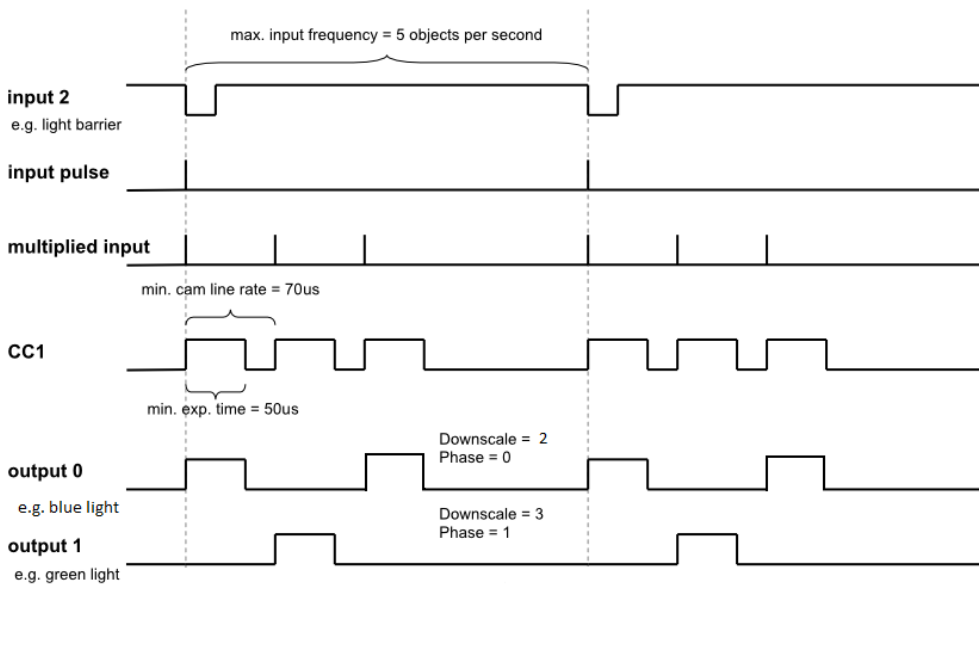 max. input frequency = 5 objects per second
input 2
e.g. light barrier
input pulse
multiplied input
min. cam line rate = 70us
CC1
min. exp. time = 50us
Downscale = 2
Phase = 0
output 0
e.g. blue light
Downscale = 3
Phase = 1
output 1
e.g. green light